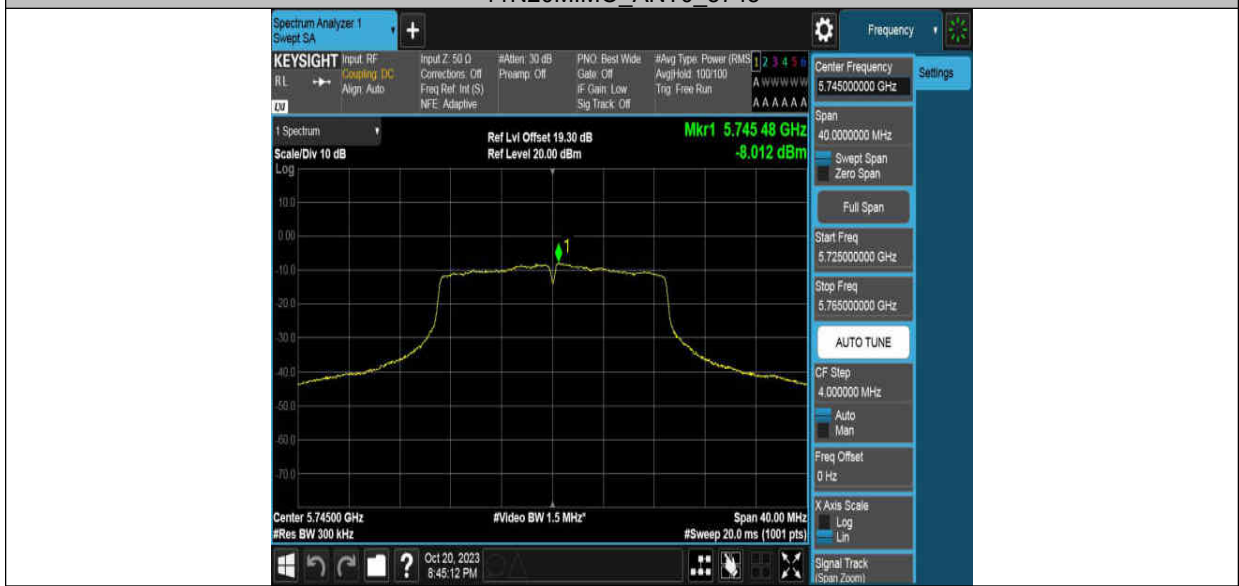 Spectrum Analyzer 1
Swept SA
+
Frequency
KEYSIGHT
RL
LXI
Input: RF
Coupling: DC
Align: Auto
Input Z: 50 Ω
Corrections: Off
Freq Ref: Int (S)
NFE: Adaptive
#Atten: 30 dB
Preamp: Off
PNO: Best Wide
Gate: Off
IF Gain: Low
Sig Track: Off
#Avg Type: Power (RMS
Avg|Hold: 100/100
Trig: Free Run
1 2 3 4 5 6
A W W W W W
A A A A A A
Center Frequency
5.745000000 GHz
Settings
1 Spectrum
Scale/Div 10 dB
Log
Ref Lvl Offset 19.30 dB
Ref Level 20.00 dBm
Mkr1 5.745 48 GHz
-8.012 dBm
Span
40.0000000 MHz
Swept Span
Zero Span
Full Span
Start Freq
5.725000000 GHz
Stop Freq
5.765000000 GHz
AUTO TUNE
CF Step
4.000000 MHz
Auto
Man
Freq Offset
0 Hz
X Axis Scale
Log
Lin
Signal Track
(Span Zoom)
10.0
0.00
-10.0
-20.0
-30.0
-40.0
-50.0
-60.0
-70.0
1
Center 5.74500 GHz
#Res BW 300 kHz
#Video BW 1.5 MHz*
Span 40.00 MHz
#Sweep 20.0 ms (1001 pts)
?
Oct 20, 2023
8:45:12 PM